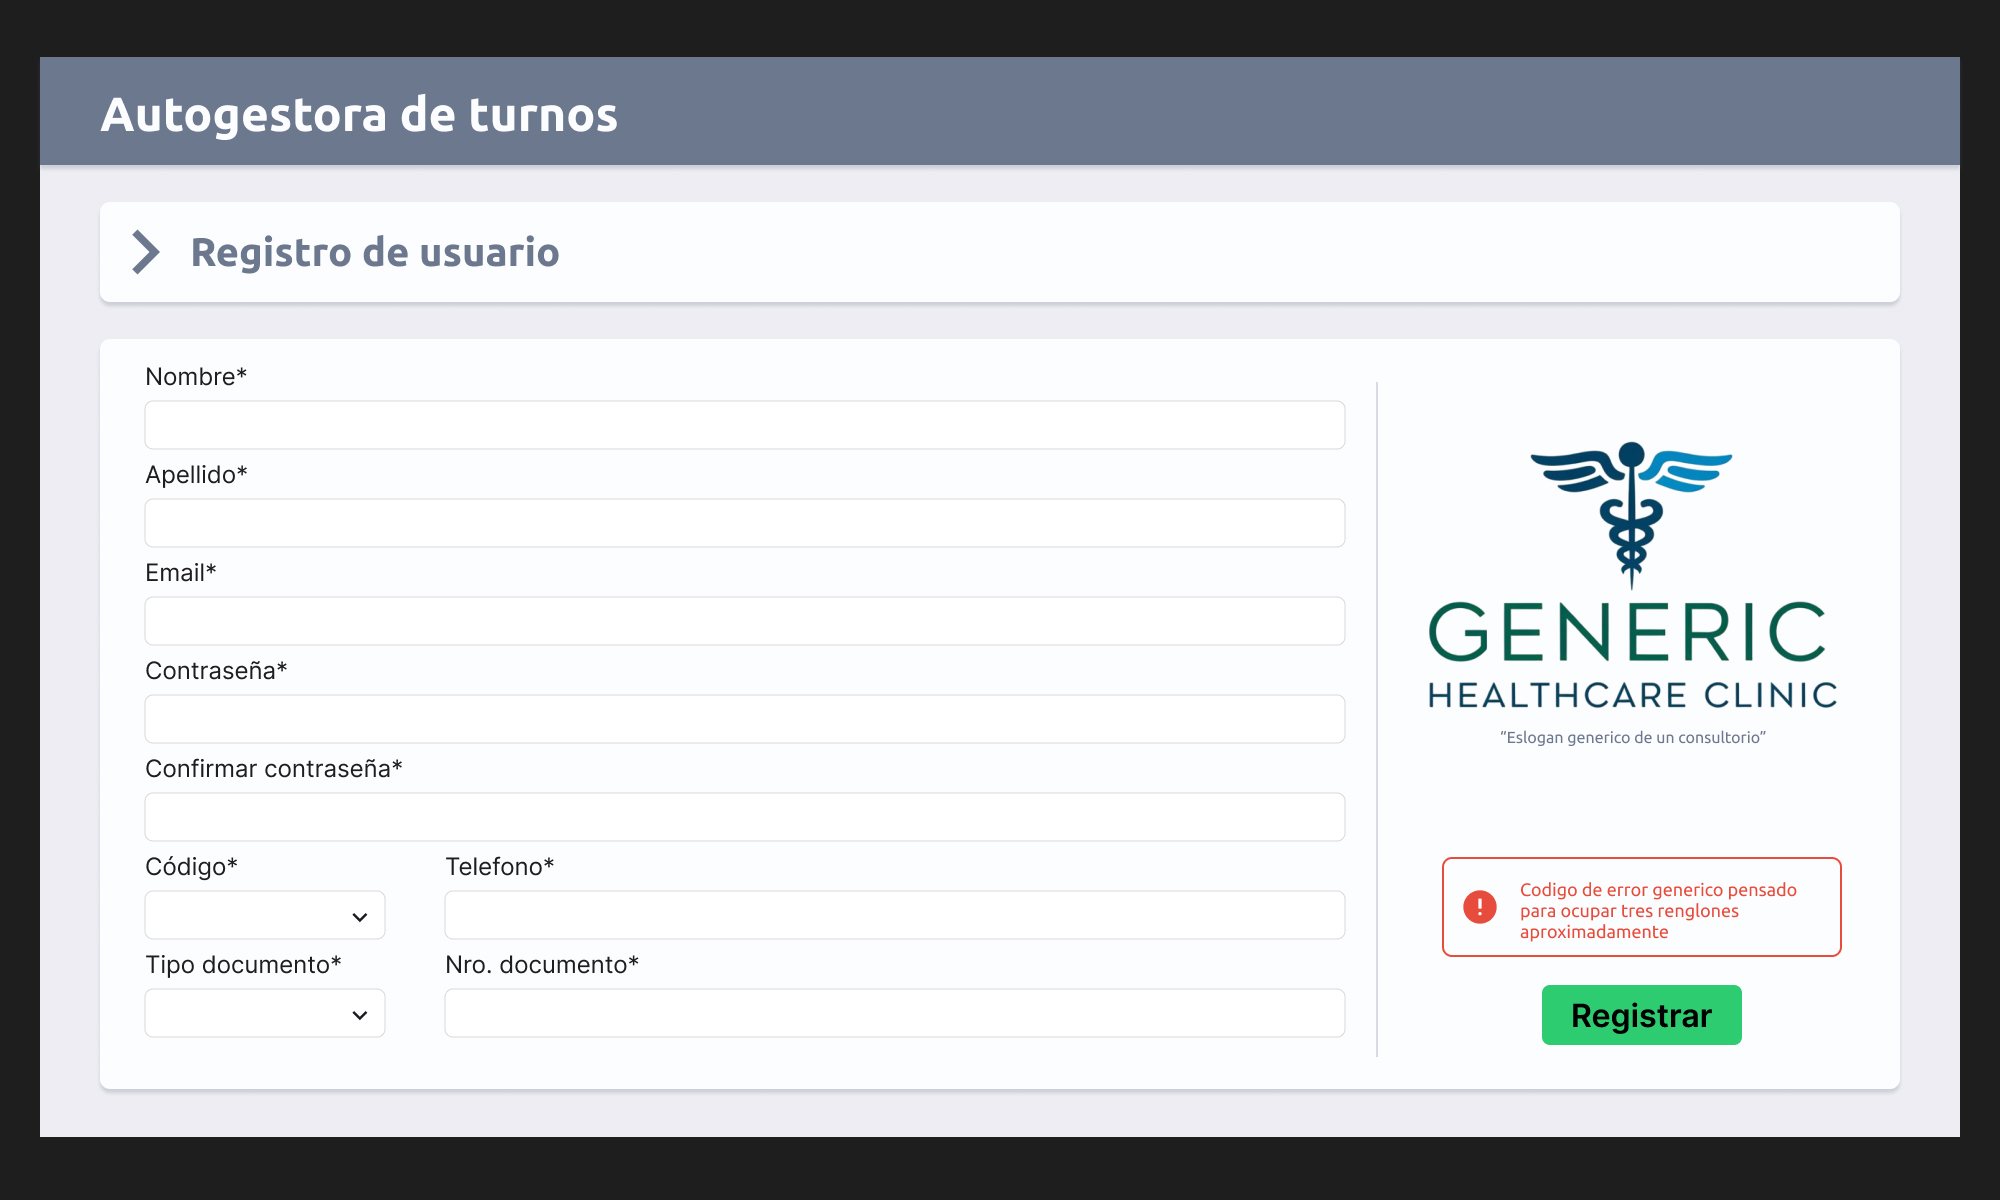 Autogestora de turnos
Registro de usuario
Nombre*
Apellido*
Email*
Contraseña*
Confirmar contraseña*
Código*
Telefono*
Tipo documento*
Nro. documento*
GENERIC
HEALTHCARE CLINIC
“Eslogan generico de un consultorio”
Codigo de error generico pensado
para ocupar tres renglones
aproximadamente
Registrar